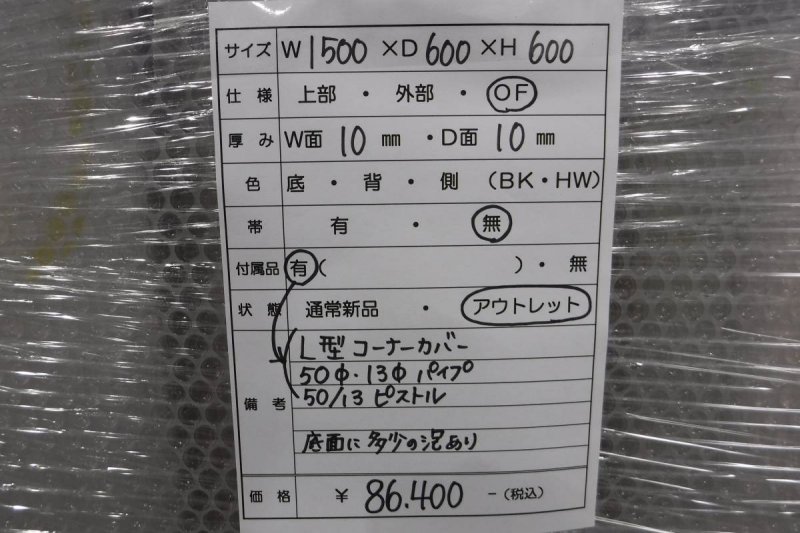 サイズ W 1500 ×D 600 ×H 600
仕様 上部 ・ 外部 ・ OF
厚み W面 10 ㎜ ・D面 10 ㎜
色 底 ・ 背 ・ 側 (BK・HW)
帯 有 ・ 無
付属品 有( )・ 無
状態 通常新品 ・ アウトレット
備考 L型 コーナーカバー
50φ・13φ パイプ
50/13 ピストル
底面に多少の泡あり
価格 ¥ 86.400 -(税込)